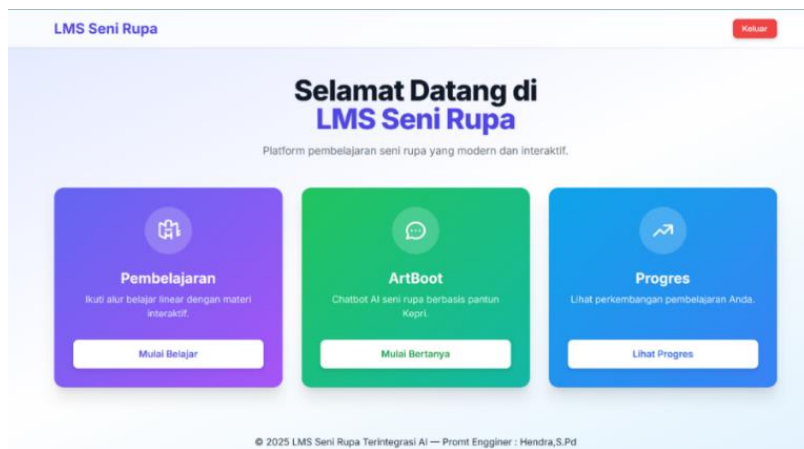 LMS Seni Rupa
Keluar
Selamat Datang di
LMS Seni Rupa
Platform pembelajaran seni rupa yang modern dan interaktif.
Pembelajaran
Ikuti alur belajar linear dengan materi
interaktif.
Mulai Belajar
ArtBoot
Chatbot AI seni rupa berbasis pantun
Kepri.
Mulai Bertanya
Progres
Lihat perkembangan pembelajaran Anda.
Lihat Progres
© 2025 LMS Seni Rupa Terintegrasi AI — Promt Engginer : Hendra,S.Pd